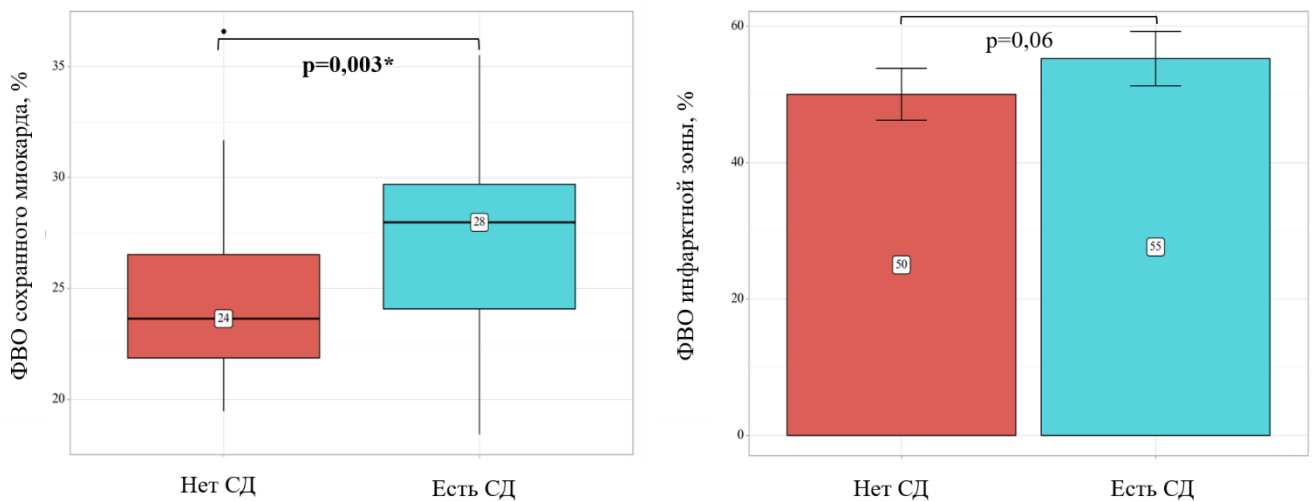 ФВО сохранного миокарда, %
35
30
25
20
p=0,003*
24
28
Нет СД
Есть СД
ФВО инфарктной зоны, %
60
40
20
0
p=0,06
50
55
Нет СД
Есть СД